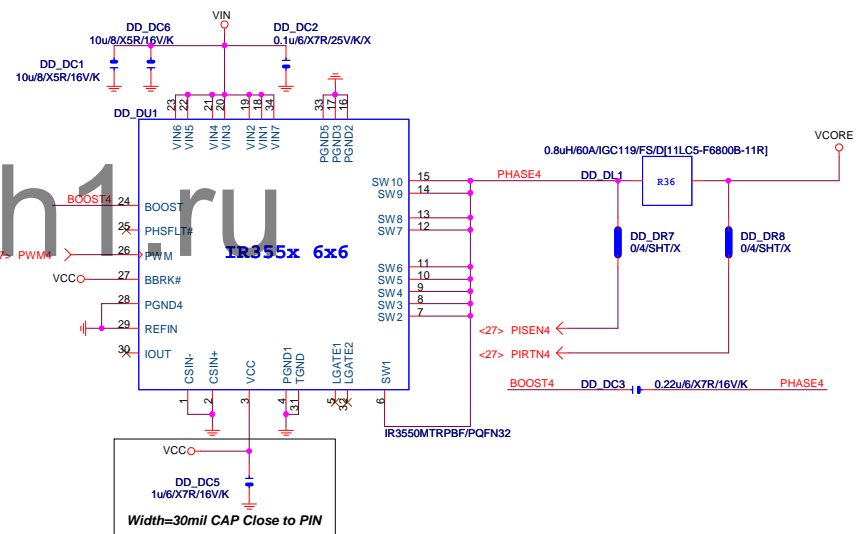 VIN
DD_DC6
10u/8/X5R/16V/K
DD_DC2
0.1u/6/X7R/25V/K/X
DD_DC1
10u/8/X5R/16V/K
DD_DU1
23 22 21 20 19 18 34 33 17 16
VIN6 VIN5 VIN4 VIN3 VIN2 VIN1 VIN7 PGND5 PGND3 PGND2
0.8uH/60A/IGC119/FS/D[11LC5-F6800B-11R]
VCORE
h1.ru
SW10 15 PHASE4 DD_DL1 R36
SW9 14
BOOST4 24 BOOST
SW8 13
SW7 12
25 PHSFLT#
PWM4 26 PWM
IR355x 6x6
DD_DR7
0/4/SHT/X
DD_DR8
0/4/SHT/X
SW6 11
VCC 27 BBRK#
SW5 10
SW4 9
28 PGND4
SW3 8
SW2 7
29 REFIN
<27> PISEN4
30 IOUT
<27> PIRTN4
CSIN- CSIN+ VCC PGND1 TGND LGATE1 LGATE2 SW1
1 2 3 4 31 5 32 6
BOOST4 DD_DC3 0.22u/6/X7R/16V/K PHASE4
IR3550MTRPBF/PQFN32
VCC
DD_DC5
1u/6/X7R/16V/K
Width=30mil CAP Close to PIN